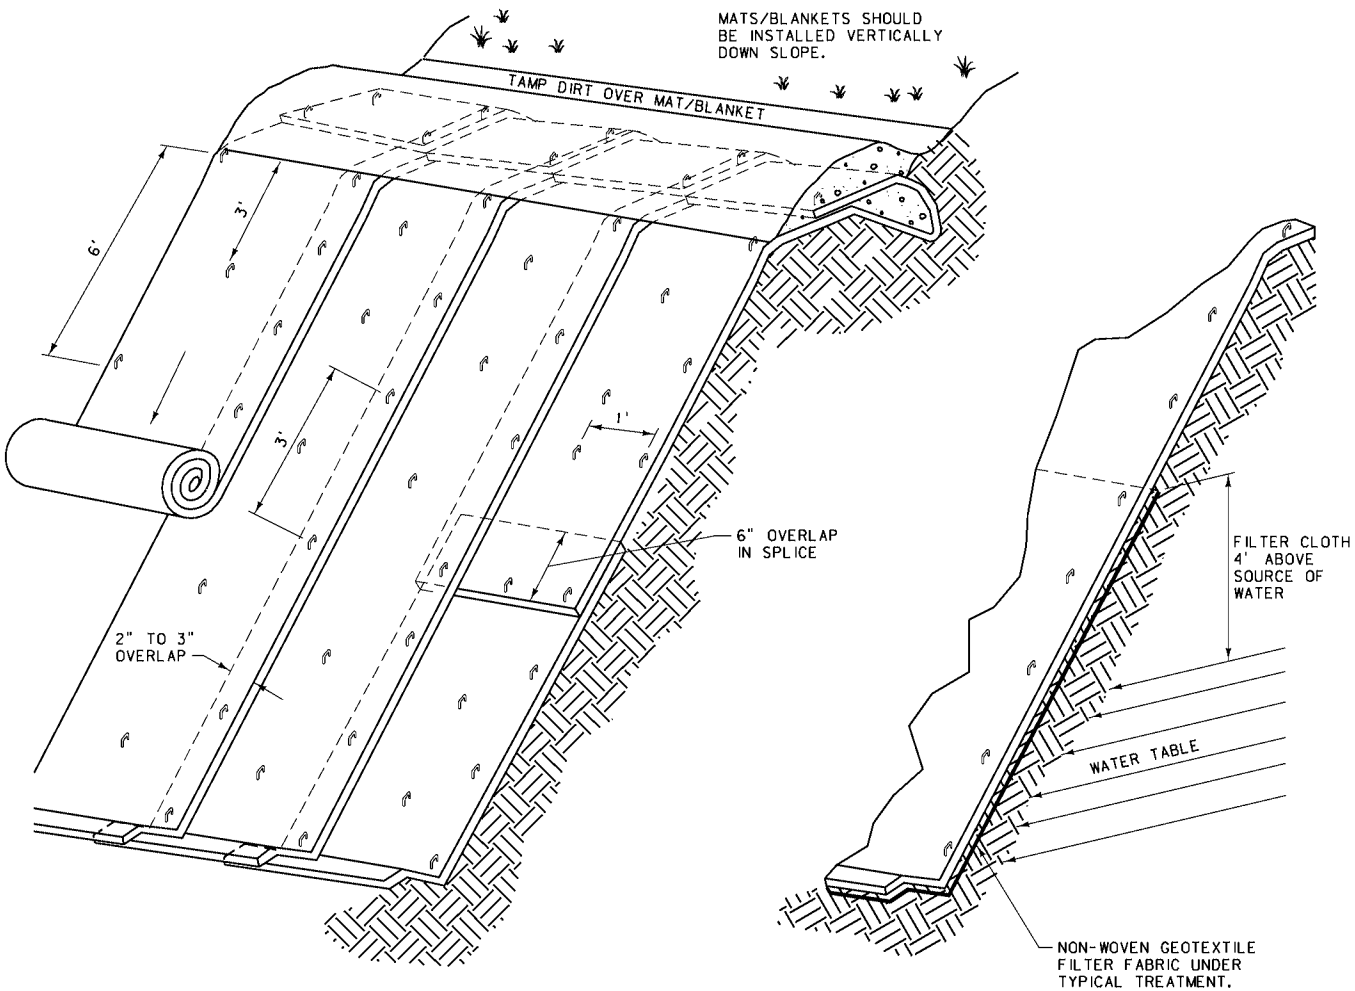 MATS/BLANKETS SHOULD
BE INSTALLED VERTICALLY
DOWN SLOPE.
TAMP DIRT OVER MAT/BLANKET
3'
6'
1'
3'
6" OVERLAP
IN SPLICE
FILTER CLOTH
4' ABOVE
SOURCE OF
WATER
2" TO 3"
OVERLAP
WATER TABLE
NON-WOVEN GEOTEXTILE
FILTER FABRIC UNDER
TYPICAL TREATMENT.